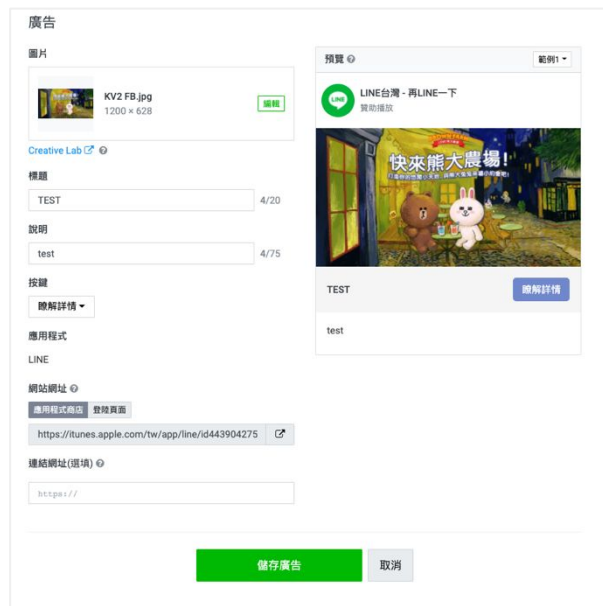 廣告
圖片
KV2 FB.jpg
1200 × 628
編輯
Creative Lab
標題
TEST
4/20
說明
test
4/75
按鍵
瞭解詳情
應用程式
LINE
網站網址
應用程式商店 登陸頁面
https://itunes.apple.com/tw/app/line/id443904275
連結網址(選填)
https://
預覽
範例1
LINE
LINE台灣 - 再LINE一下
贊助播放
快來熊大農場!
TEST
瞭解詳情
test
儲存廣告
取消